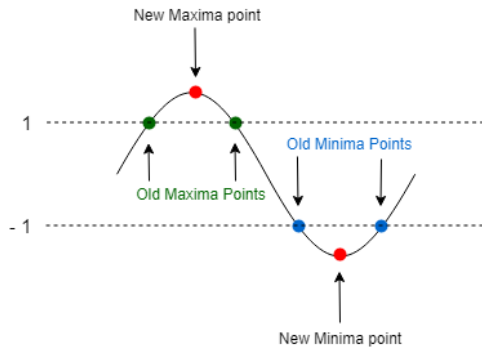 New Maxima point
1
Old Minima Points
Old Maxima Points
- 1
New Minima point